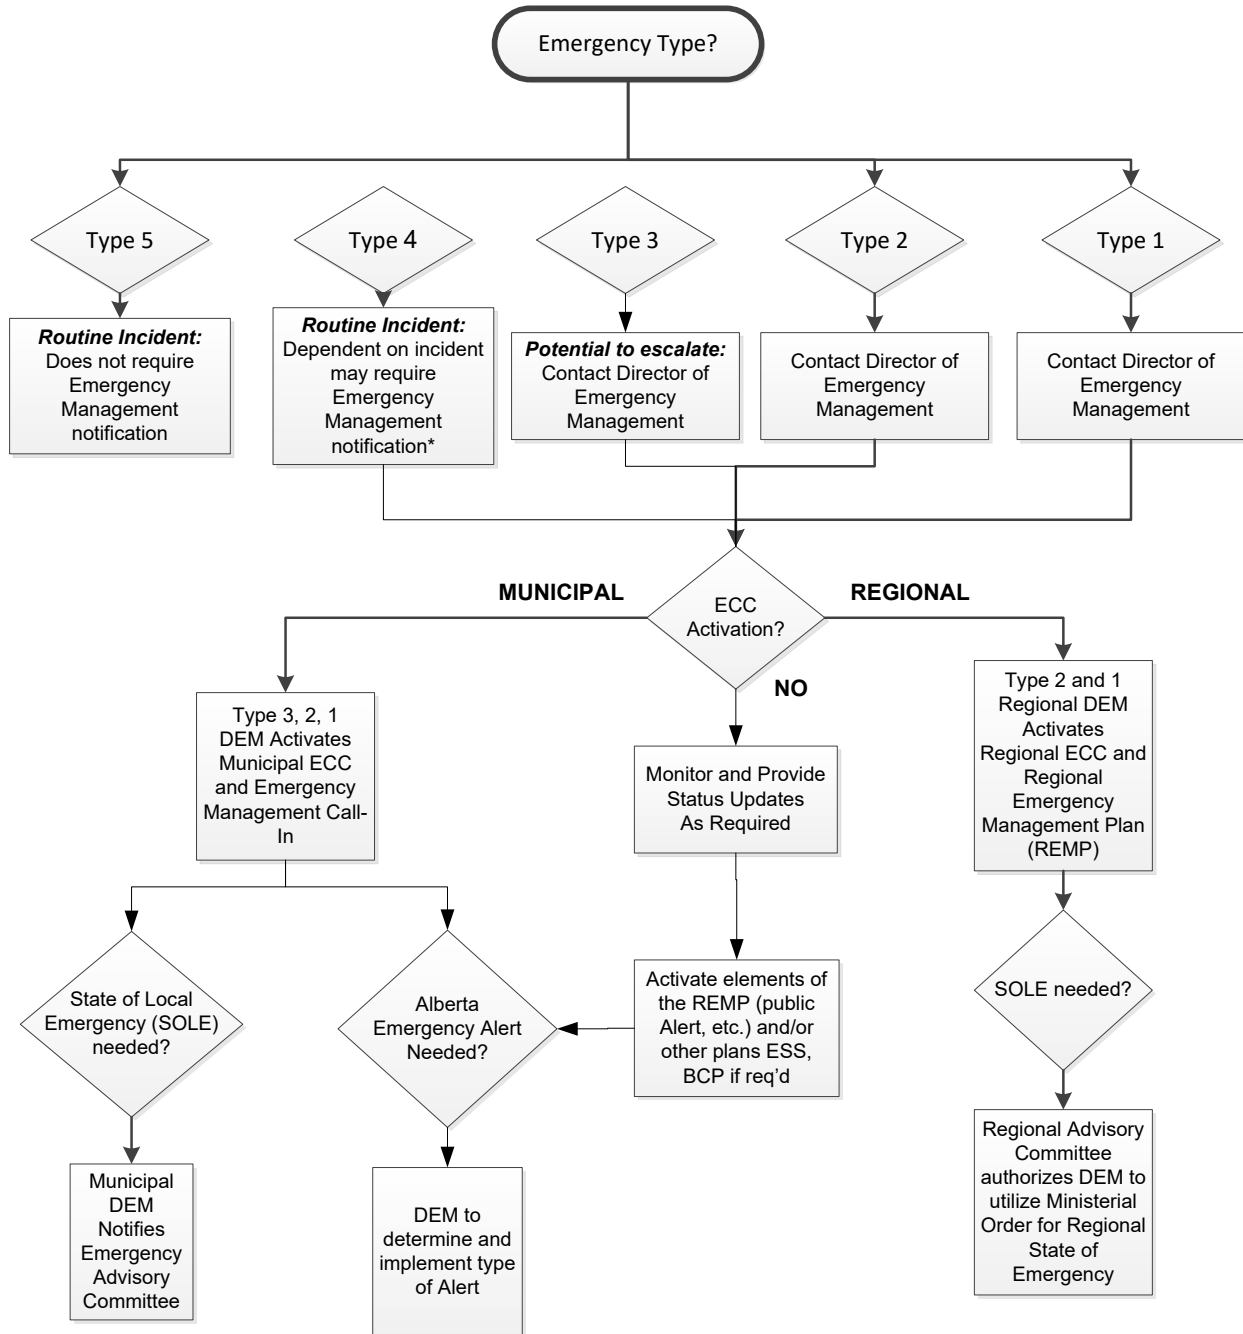 Emergency Type?
Type 5
Type 4
Type 3
Type 2
Type 1
Routine Incident:
Does not require
Emergency
Management
notification
Routine Incident:
Dependent on incident
may require
Emergency
Management
notification*
Potential to escalate:
Contact Director of
Emergency
Management
Contact Director of
Emergency
Management
Contact Director of
Emergency
Management
MUNICIPAL
ECC
Activation?
REGIONAL
NO
Type 3, 2, 1
DEM Activates
Municipal ECC
and Emergency
Management Call-
In
Monitor and Provide
Status Updates
As Required
Type 2 and 1
Regional DEM
Activates
Regional ECC and
Regional
Emergency
Management Plan
(REMP)
State of Local
Emergency (SOLE)
needed?
Alberta
Emergency Alert
Needed?
Activate elements of
the REMP (public
Alert, etc.) and/or
other plans ESS,
BCP if req’d
SOLE needed?
Municipal
DEM
Notifies
Emergency
Advisory
Committee
DEM to
determine and
implement type
of Alert
Regional Advisory
Committee
authorizes DEM to
utilize Ministerial
Order for Regional
State of
Emergency